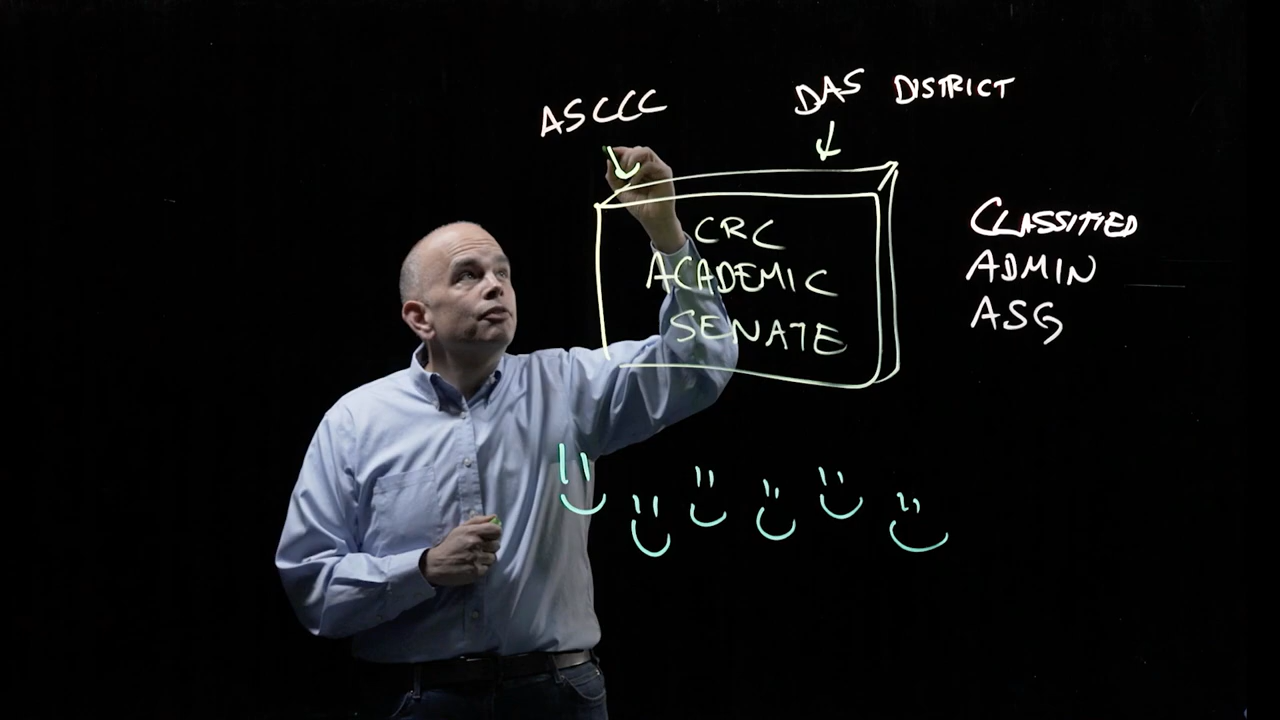 ASCCC
DAS DISTRICT
CRC
ACADEMIC
SENATE
CLASSIFIED
ADMIN
ASG